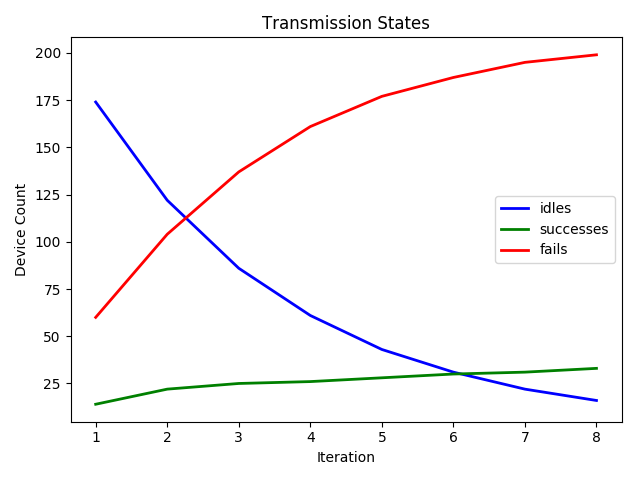 Transmission States
Device Count
200
175
150
125
100
75
50
25
idles
successes
fails
1 2 3 4 5 6 7 8
Iteration